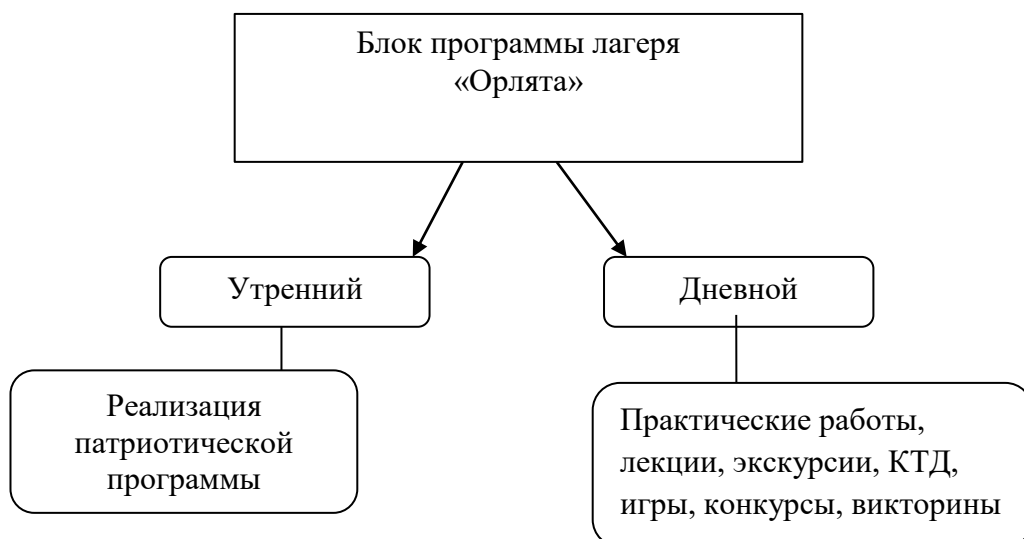 Блок программы лагеря
«Орлята»
Утренний
Дневной
Реализация
патриотической
программы
Практические работы,
лекции, экскурсии, КТД,
игры, конкурсы, викторины